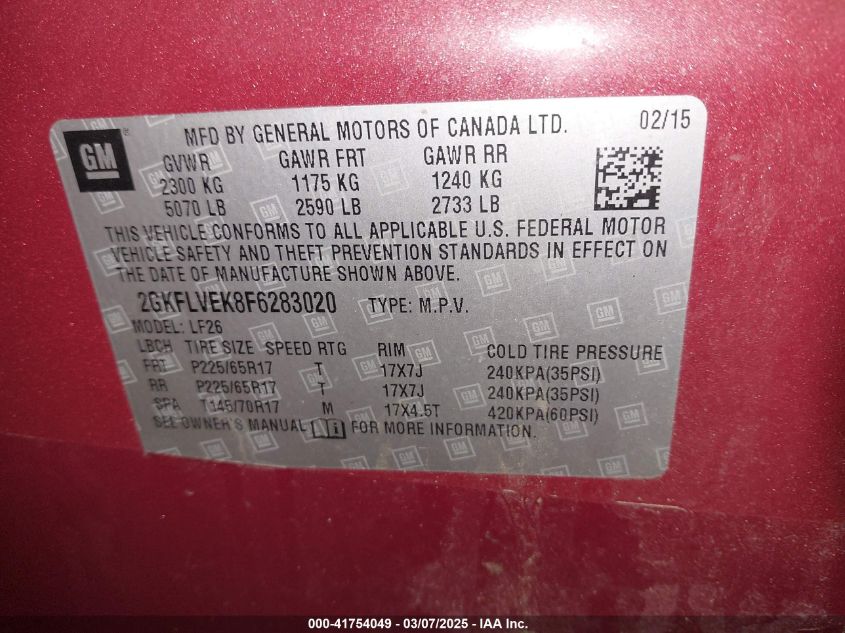 GM
MFD BY GENERAL MOTORS OF CANADA LTD. 02/15
GVWR GAWR FRT GAWR RR
2300 KG 1175 KG 1240 KG
5070 LB 2590 LB 2733 LB
THIS VEHICLE CONFORMS TO ALL APPLICABLE U.S. FEDERAL MOTOR
VEHICLE SAFETY AND THEFT PREVENTION STANDARDS IN EFFECT ON
THE DATE OF MANUFACTURE SHOWN ABOVE.
2GKFLVEK8F6283020 TYPE: M.P.V.
MODEL: LF26
LBCH TIRE SIZE SPEED RTG RIM COLD TIRE PRESSURE
FRT P225/65R17 T 17X7J 240KPA(35PSI)
RR P225/65R17 T 17X7J 240KPA(35PSI)
SPA T145/70R17 M 17X4.5T 420KPA(60PSI)
SEE OWNER'S MANUAL FOR MORE INFORMATION.
000-41754049 — 03/07/2025 — IAA Inc.